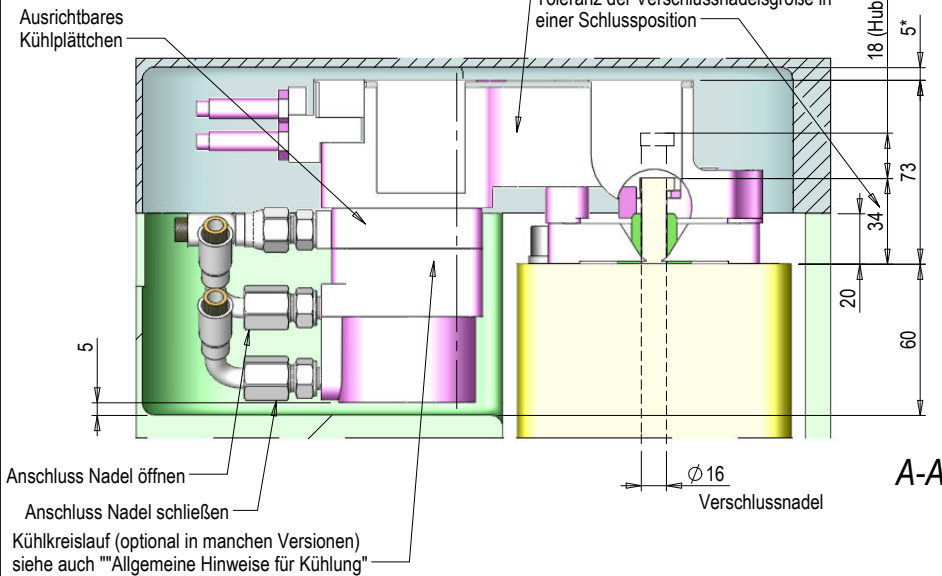 Ausrichtbares
Kühlplättchen
Toleranz der Verschlussnadelsgröße in
einer Schlussposition
18 (Hub
5*
73
34
20
60
5
Anschluss Nadel öffnen
Anschluss Nadel schließen
Kühlkreislauf (optional in manchen Versionen)
siehe auch ""Allgemeine Hinweise für Kühlung"
∅ 16
Verschlussnadel
A-A